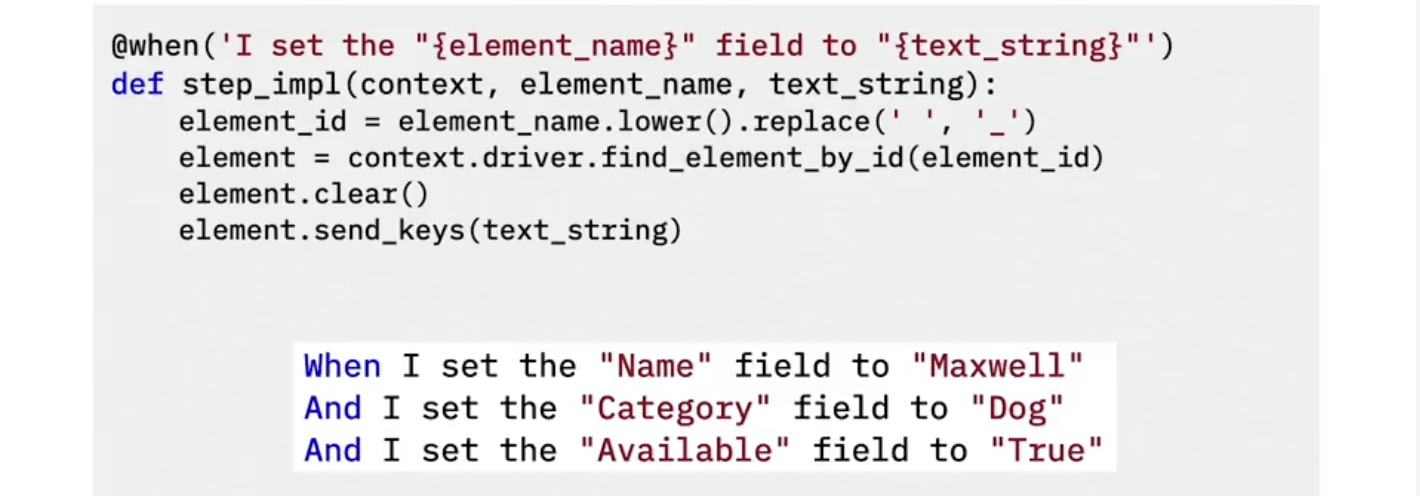 @when('I set the "{element_name}" field to "{text_string}"')
def step_impl(context, element_name, text_string):
    element_id = element_name.lower().replace(' ', '_')
    element = context.driver.find_element_by_id(element_id)
    element.clear()
    element.send_keys(text_string)
When I set the "Name" field to "Maxwell"
And I set the "Category" field to "Dog"
And I set the "Available" field to "True"